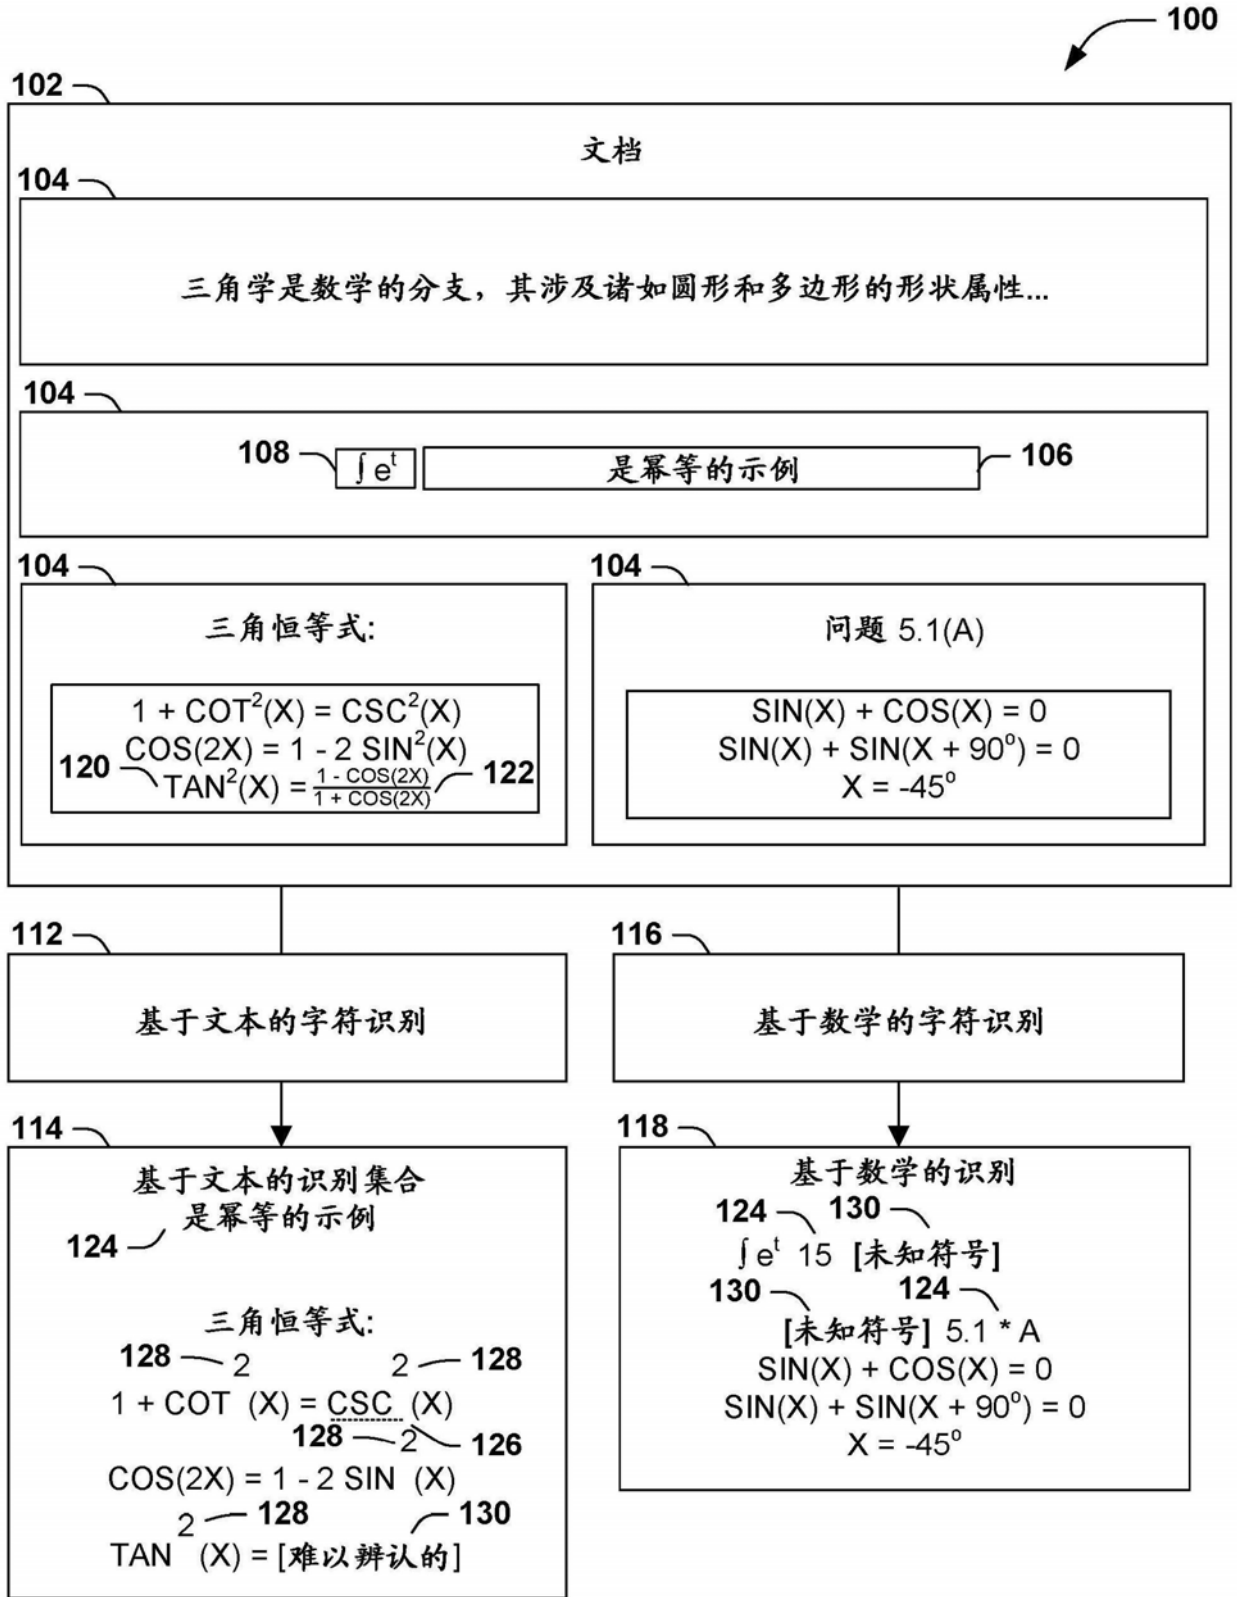 100
102
文档
104
三角学是数学的分支，其涉及诸如圆形和多边形的形状属性...
104
108 ∫ eᵗ 是幂等的示例 106
104
三角恒等式:
1 + COT²(X) = CSC²(X)
COS(2X) = 1 - 2 SIN²(X)
120 TAN²(X) = (1 - COS(2X))/(1 + COS(2X)) 122
104
问题 5.1(A)
SIN(X) + COS(X) = 0
SIN(X) + SIN(X + 90°) = 0
X = -45°
112
基于文本的字符识别
116
基于数学的字符识别
114
基于文本的识别集合
是幂等的示例
124
三角恒等式:
128 2 2 128
1 + COT (X) = CSC (X)
128 2 126
COS(2X) = 1 - 2 SIN (X)
2 128 130
TAN (X) = [难以辨认的]
118
基于数学的识别
124 130
∫ eᵗ 15 [未知符号]
130 124
[未知符号] 5.1 * A
SIN(X) + COS(X) = 0
SIN(X) + SIN(X + 90°) = 0
X = -45°